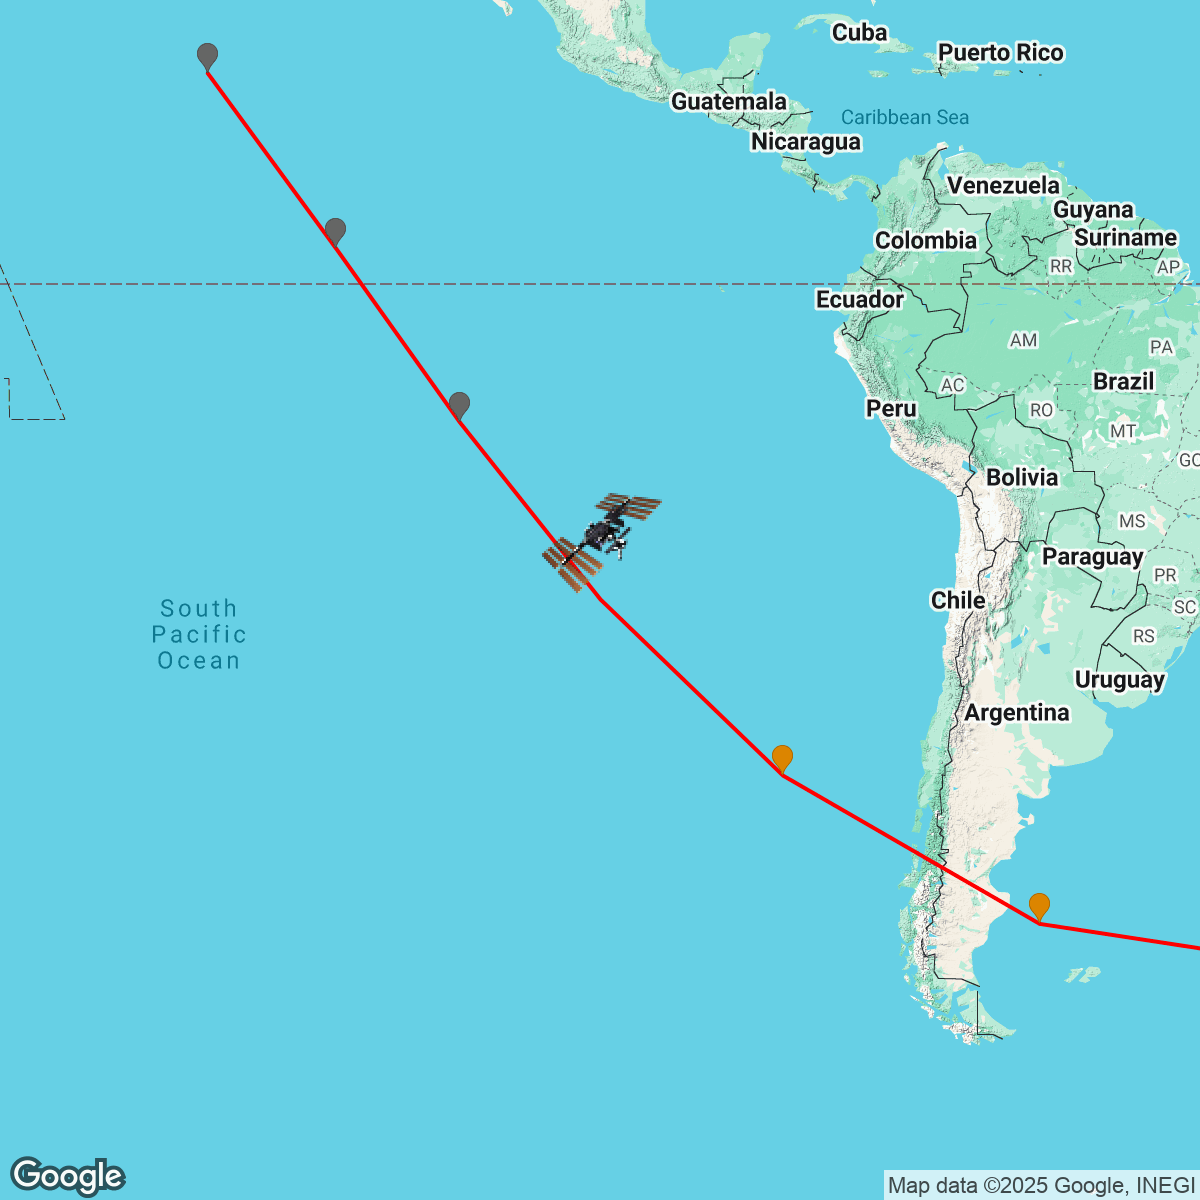 Cuba
Puerto Rico
Guatemala
Caribbean Sea
Nicaragua
Venezuela
Guyana
Colombia
Suriname
RR
AP
Ecuador
AM
PA
AC
Brazil
Peru
RO
MT
GO
Bolivia
MS
Paraguay
PR
Chile
SC
South
Pacific
Ocean
RS
Uruguay
Argentina
Google
Map data ©2025 Google, INEGI